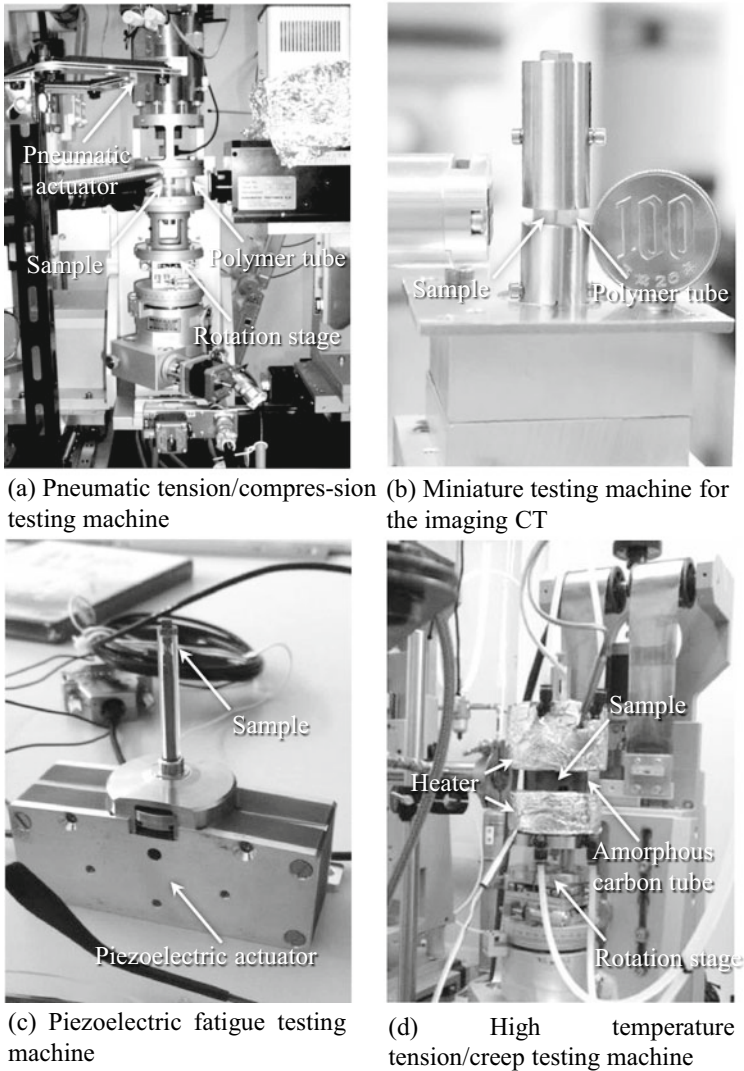 Pneumatic
actuator
Sample
Polymer tube
Rotation stage
(a) Pneumatic tension/compres-sion
testing machine
100
26
Sample
Polymer tube
(b) Miniature testing machine for
the imaging CT
Sample
Piezoelectric actuator
(c) Piezoelectric fatigue testing
machine
Sample
Heater
Amorphous
carbon tube
Rotation stage
(d) High temperature
tension/creep testing machine